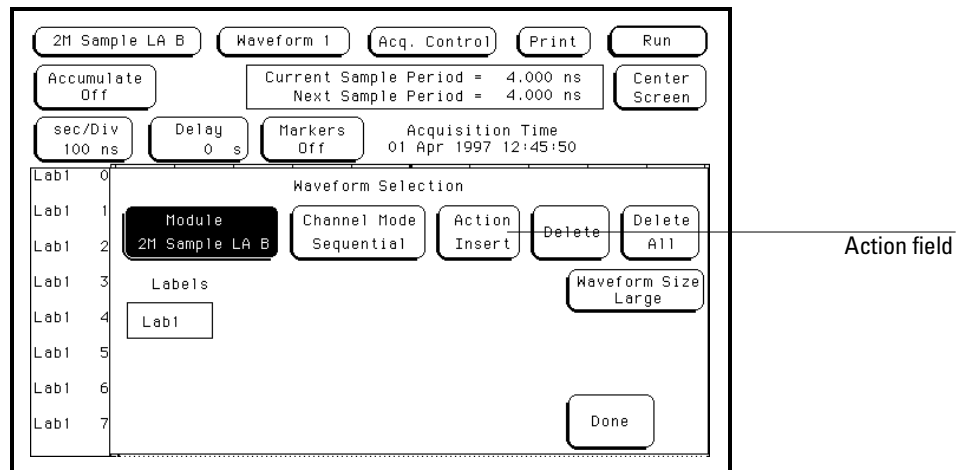 2M Sample LA B Waveform 1 Acq. Control Print Run
Accumulate
Off
Current Sample Period = 4.000 ns
Next Sample Period = 4.000 ns
Center
Screen
sec/Div
100 ns
Delay
0 s
Markers
Off
Acquisition Time
01 Apr 1997 12:45:50
Lab1 0
Lab1 1
Lab1 2
Lab1 3
Lab1 4
Lab1 5
Lab1 6
Lab1 7
Waveform Selection
Module
2M Sample LA B
Channel Mode
Sequential
Action
Insert
Delete
Delete
All
Action field
Labels
Lab1
Waveform Size
Large
Done